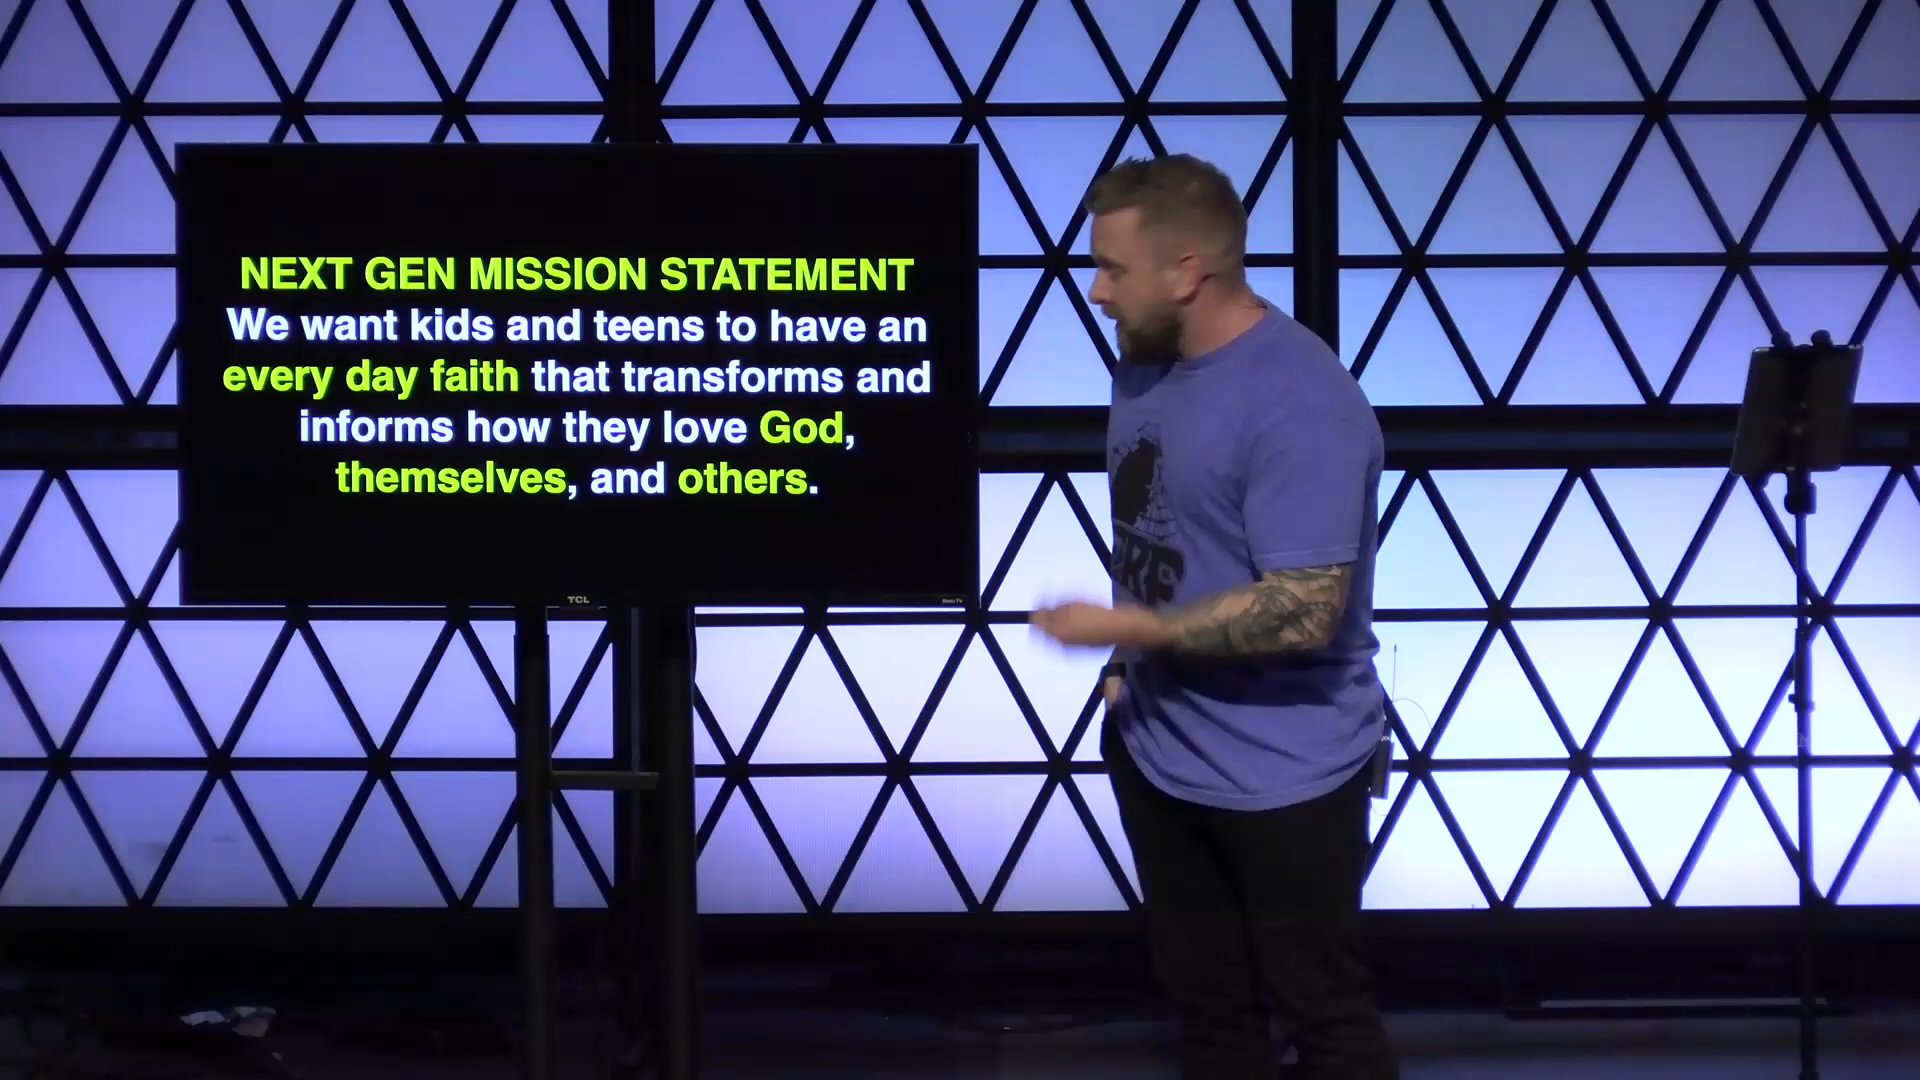 NEXT GEN MISSION STATEMENT
We want kids and teens to have an
every day faith that transforms and
informs how they love God,
themselves, and others.
TCL